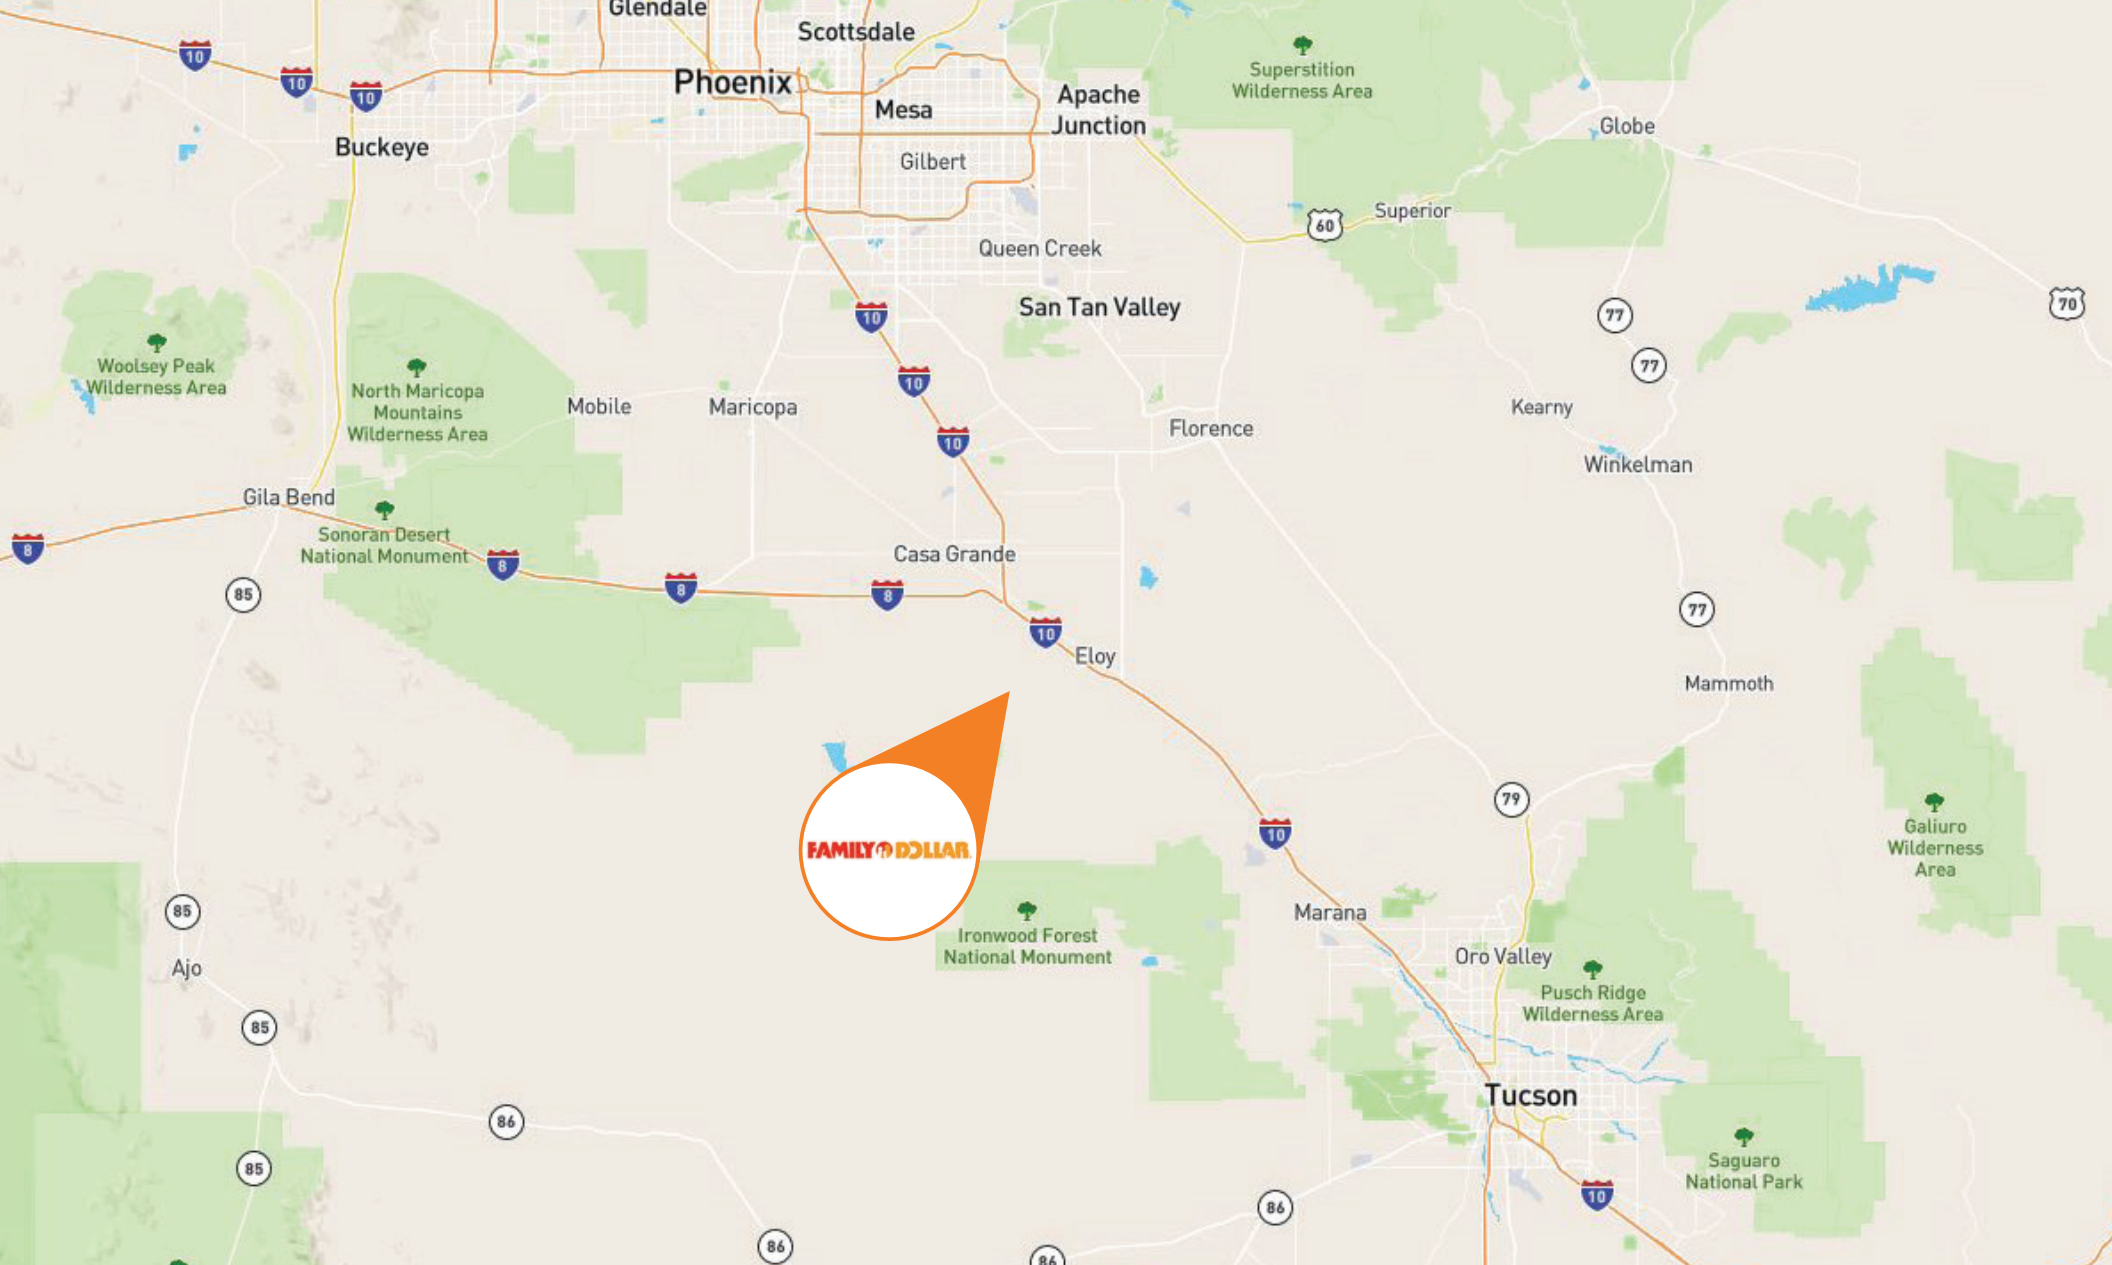 Glendale
Scottsdale
10
10
10
Phoenix
Mesa
Apache
Junction
Superstition
Wilderness Area
Globe
Buckeye
Gilbert
60
Superior
Queen Creek
San Tan Valley
10
77
70
Woolsey Peak
Wilderness Area
North Maricopa
Mountains
Wilderness Area
10
77
Mobile
Maricopa
10
Florence
Kearny
Winkelman
Gila Bend
8
Sonoran Desert
National Monument
8
8
8
Casa Grande
85
10
Eloy
77
Mammoth
79
10
Galiuro
Wilderness
Area
FAMILY DOLLAR
85
Marana
Ironwood Forest
National Monument
Oro Valley
Ajo
Pusch Ridge
Wilderness Area
85
86
Tucson
85
Saguaro
National Park
86
10
86
86